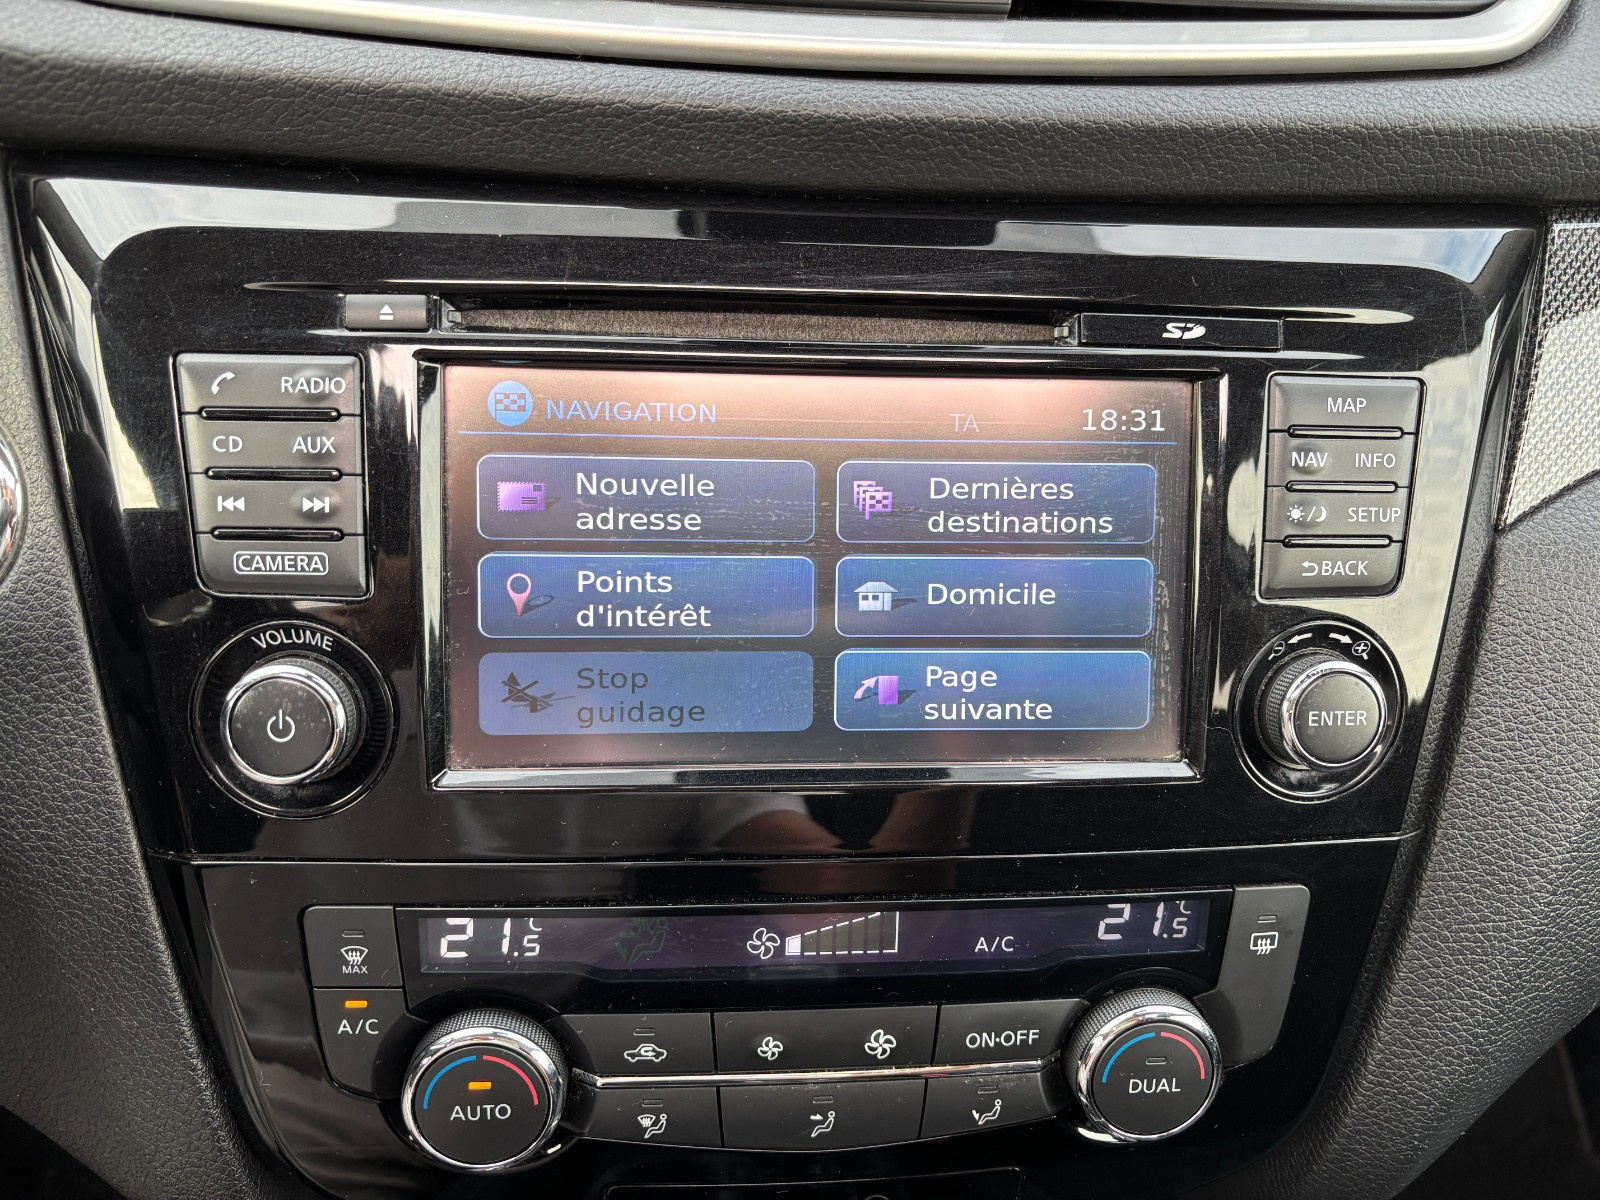 SD
RADIO
CD AUX
CAMERA
VOLUME
NAVIGATION TA 18:31
Nouvelle
adresse
Dernières
destinations
Points
d'intérêt
Domicile
Stop
guidage
Page
suivante
MAP
NAV INFO
SETUP
BACK
ENTER
21.5 °C A/C 21.5 °C
MAX
A/C
AUTO
ON·OFF
DUAL